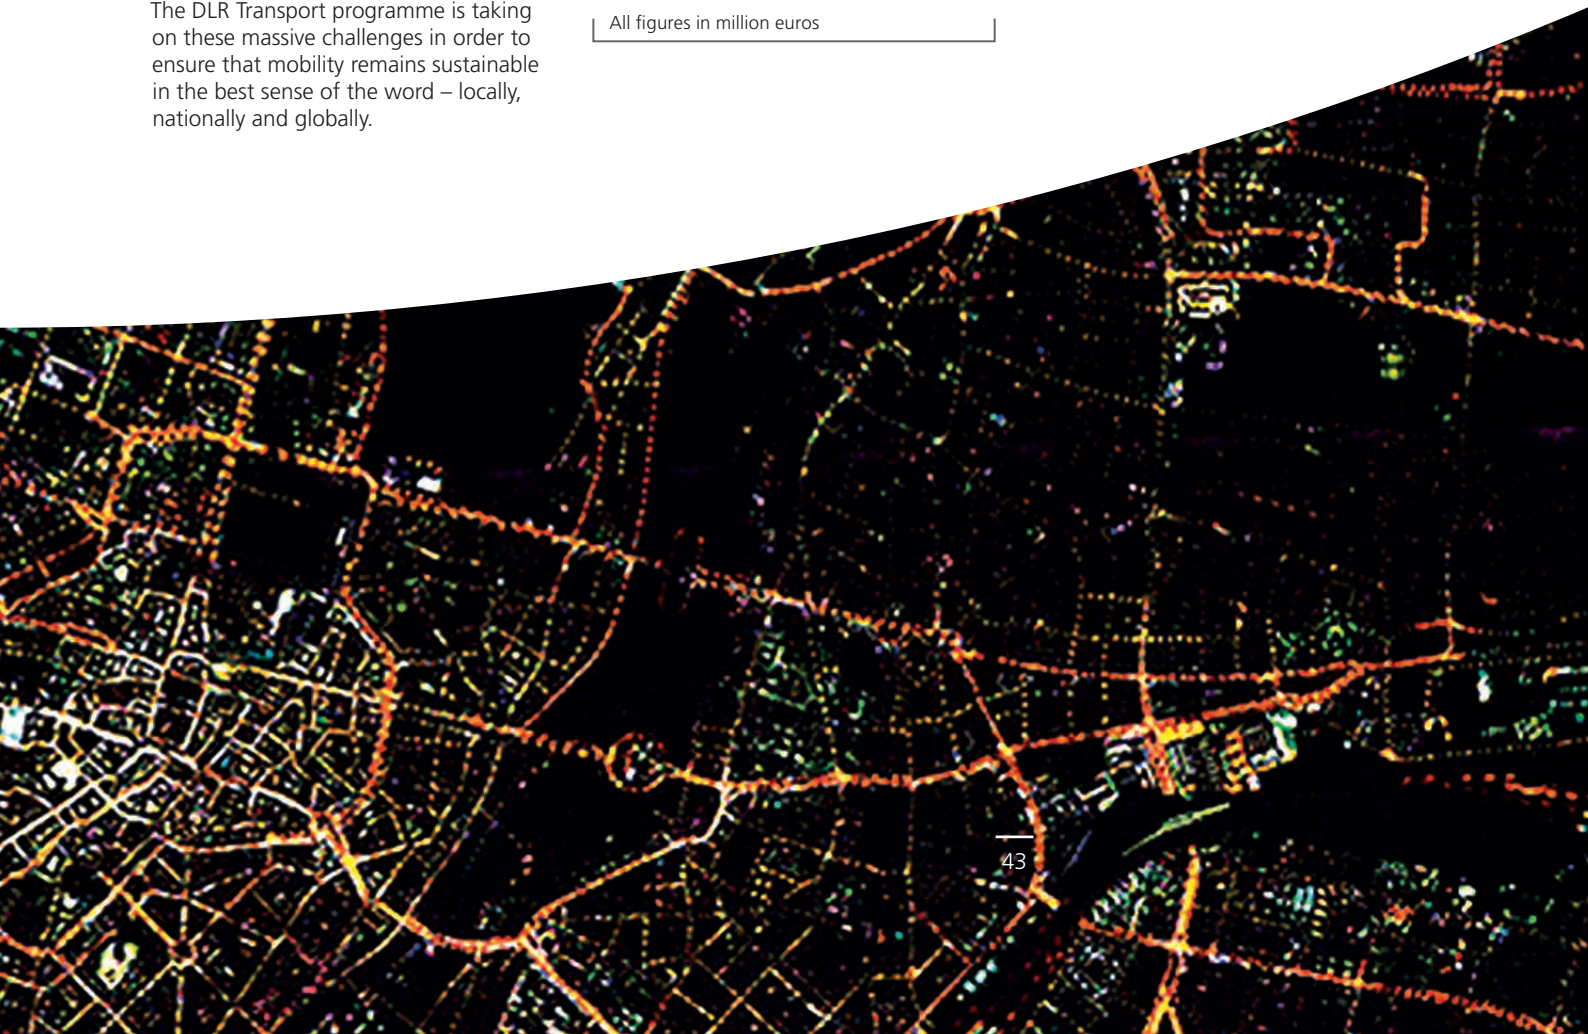 The DLR Transport programme is taking
on these massive challenges in order to
ensure that mobility remains sustainable
in the best sense of the word – locally,
nationally and globally.
All figures in million euros
43